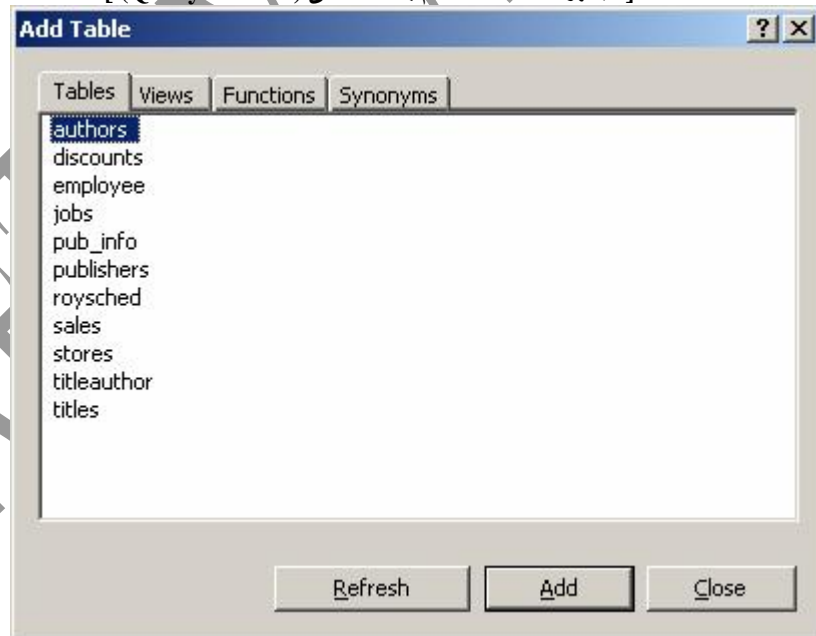 Add Table
Tables Views Functions Synonyms
authors
discounts
employee
jobs
pub_info
publishers
roysched
sales
stores
titleauthor
titles
Refresh Add Close